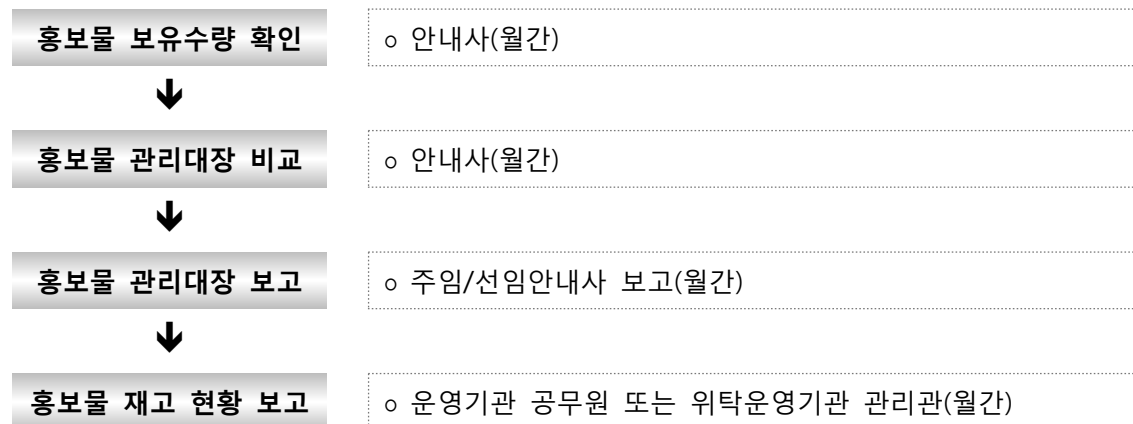 홍보물 보유수량 확인
ο 안내사(월간)
홍보물 관리대장 비교
ο 안내사(월간)
홍보물 관리대장 보고
ο 주임/선임안내사 보고(월간)
홍보물 재고 현황 보고
ο 운영기관 공무원 또는 위탁운영기관 관리관(월간)